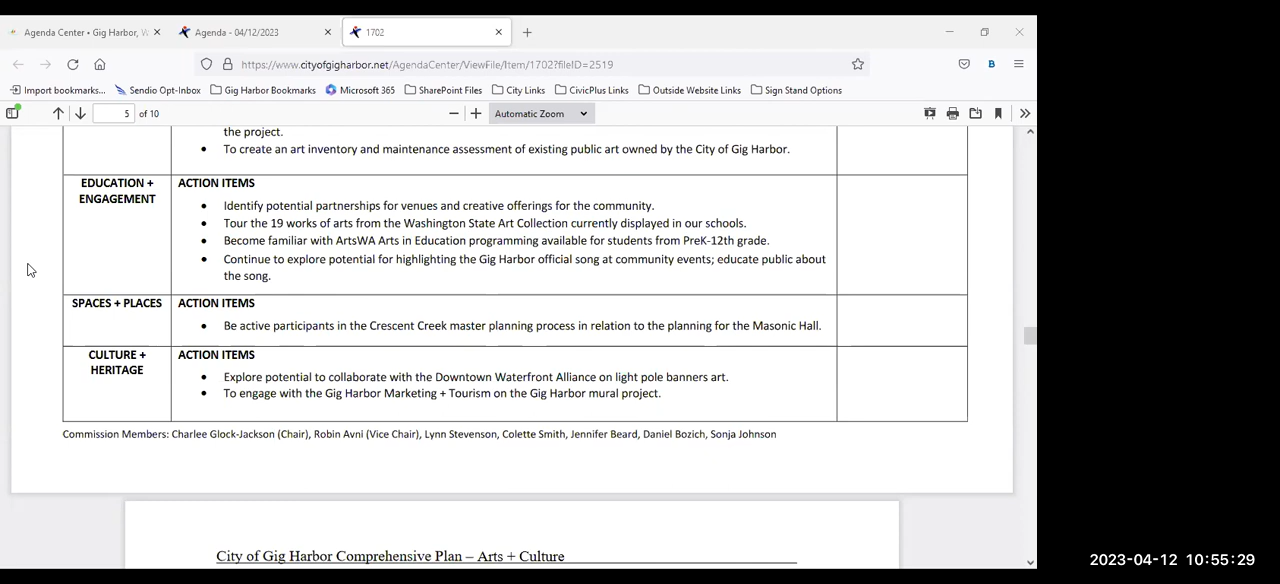 Agenda Center • Gig Harbor, W
Agenda - 04/12/2023
1702
https://www.cityofgigharbor.net/AgendaCenter/ViewFile/Item/1702?fileID=2519
B
Import bookmarks...
Sendio Opt-Inbox
Gig Harbor Bookmarks
Microsoft 365
SharePoint Files
City Links
CivicPlus Links
Outside Website Links
Sign Stand Options
5 of 10
Automatic Zoom
the project.
• To create an art inventory and maintenance assessment of existing public art owned by the City of Gig Harbor.
EDUCATION +
ENGAGEMENT
ACTION ITEMS
• Identify potential partnerships for venues and creative offerings for the community.
• Tour the 19 works of arts from the Washington State Art Collection currently displayed in our schools.
• Become familiar with ArtsWA Arts in Education programming available for students from PreK-12th grade.
• Continue to explore potential for highlighting the Gig Harbor official song at community events; educate public about
the song.
SPACES + PLACES
ACTION ITEMS
• Be active participants in the Crescent Creek master planning process in relation to the planning for the Masonic Hall.
CULTURE +
HERITAGE
ACTION ITEMS
• Explore potential to collaborate with the Downtown Waterfront Alliance on light pole banners art.
• To engage with the Gig Harbor Marketing + Tourism on the Gig Harbor mural project.
Commission Members: Charlee Glock-Jackson (Chair), Robin Avni (Vice Chair), Lynn Stevenson, Colette Smith, Jennifer Beard, Daniel Bozich, Sonja Johnson
City of Gig Harbor Comprehensive Plan – Arts + Culture
2023-04-12 10:55:29